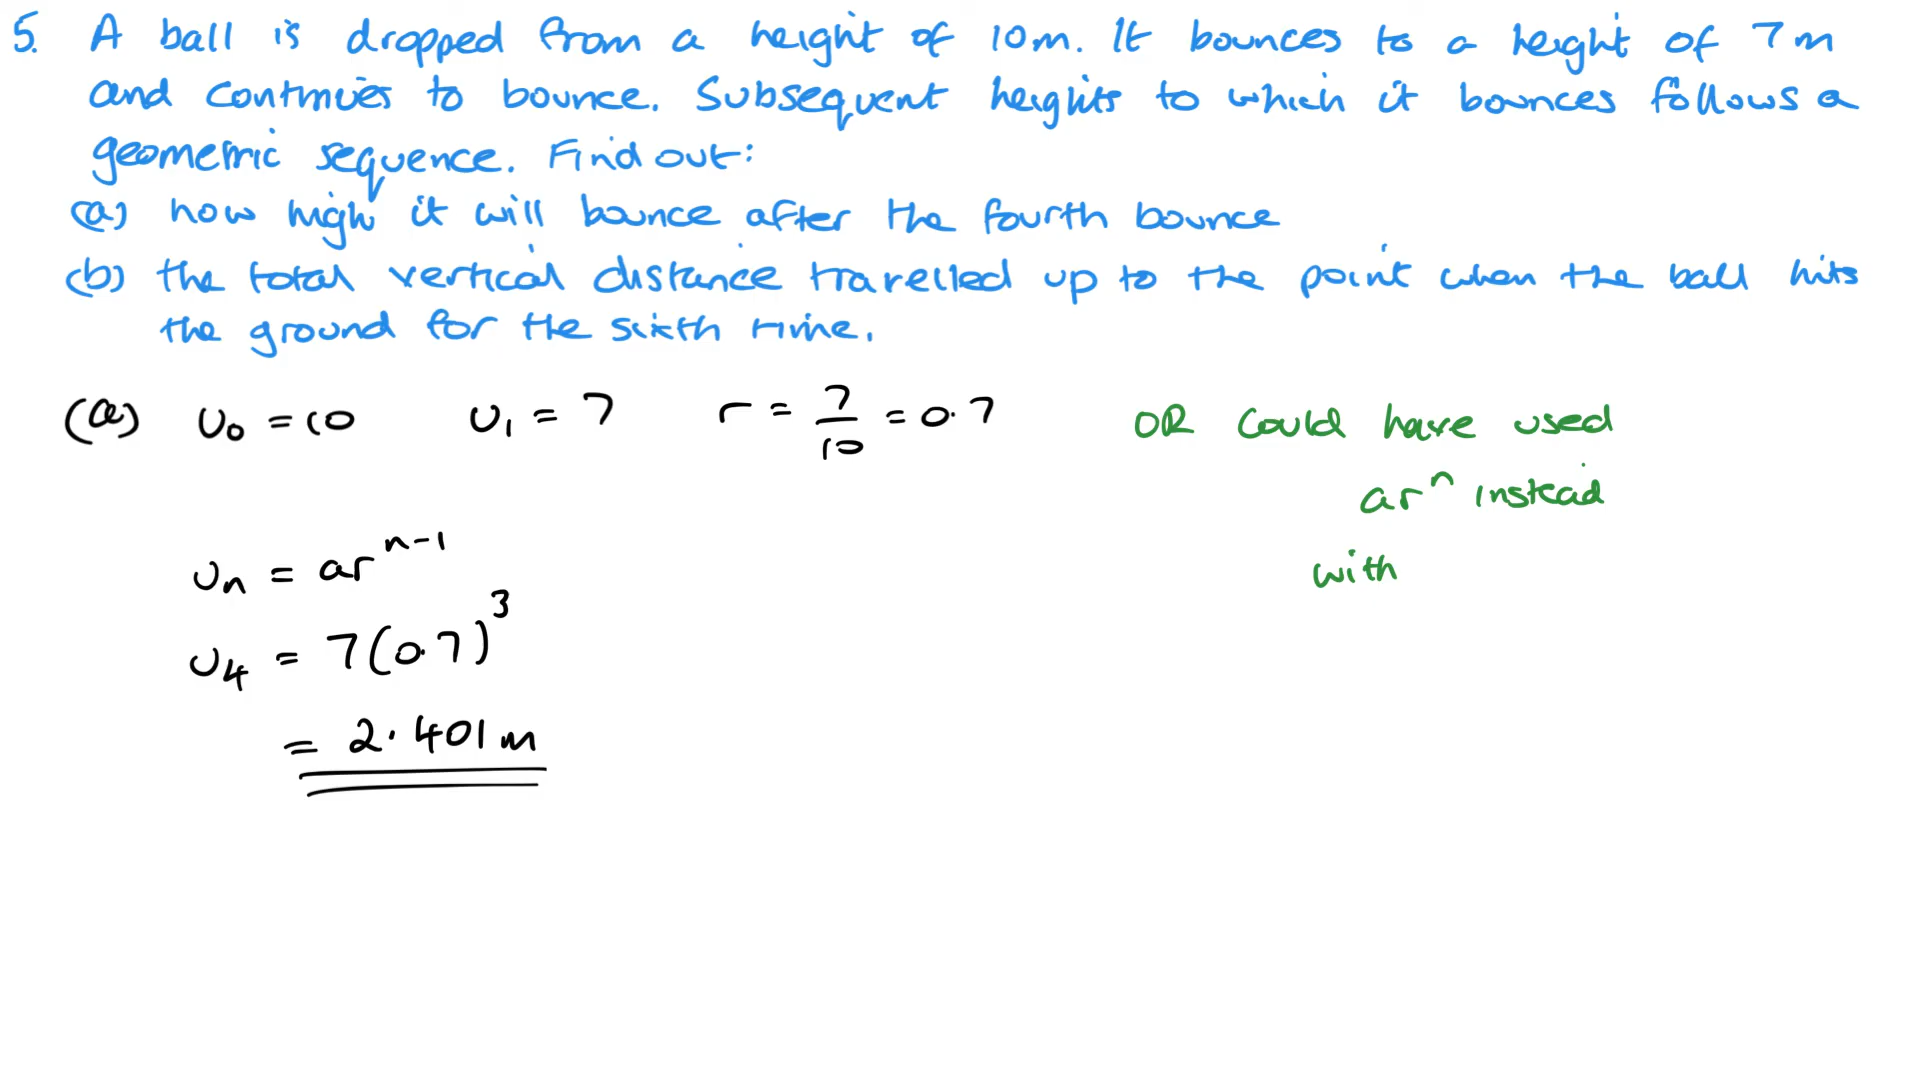 5. A ball is dropped from a height of 10m. It bounces to a height of 7m
and continues to bounce. Subsequent heights to which it bounces follows a
geometric sequence. Find out:
(a) how high it will bounce after the fourth bounce
(b) the total vertical distance travelled up to the point when the ball hits
the ground for the sixth time.
(a) U₀ = 10 U₁ = 7 r = 7/10 = 0.7
OR could have used
arⁿ instead
with
Uₙ = arⁿ⁻¹
U₄ = 7(0.7)³
= 2.401m